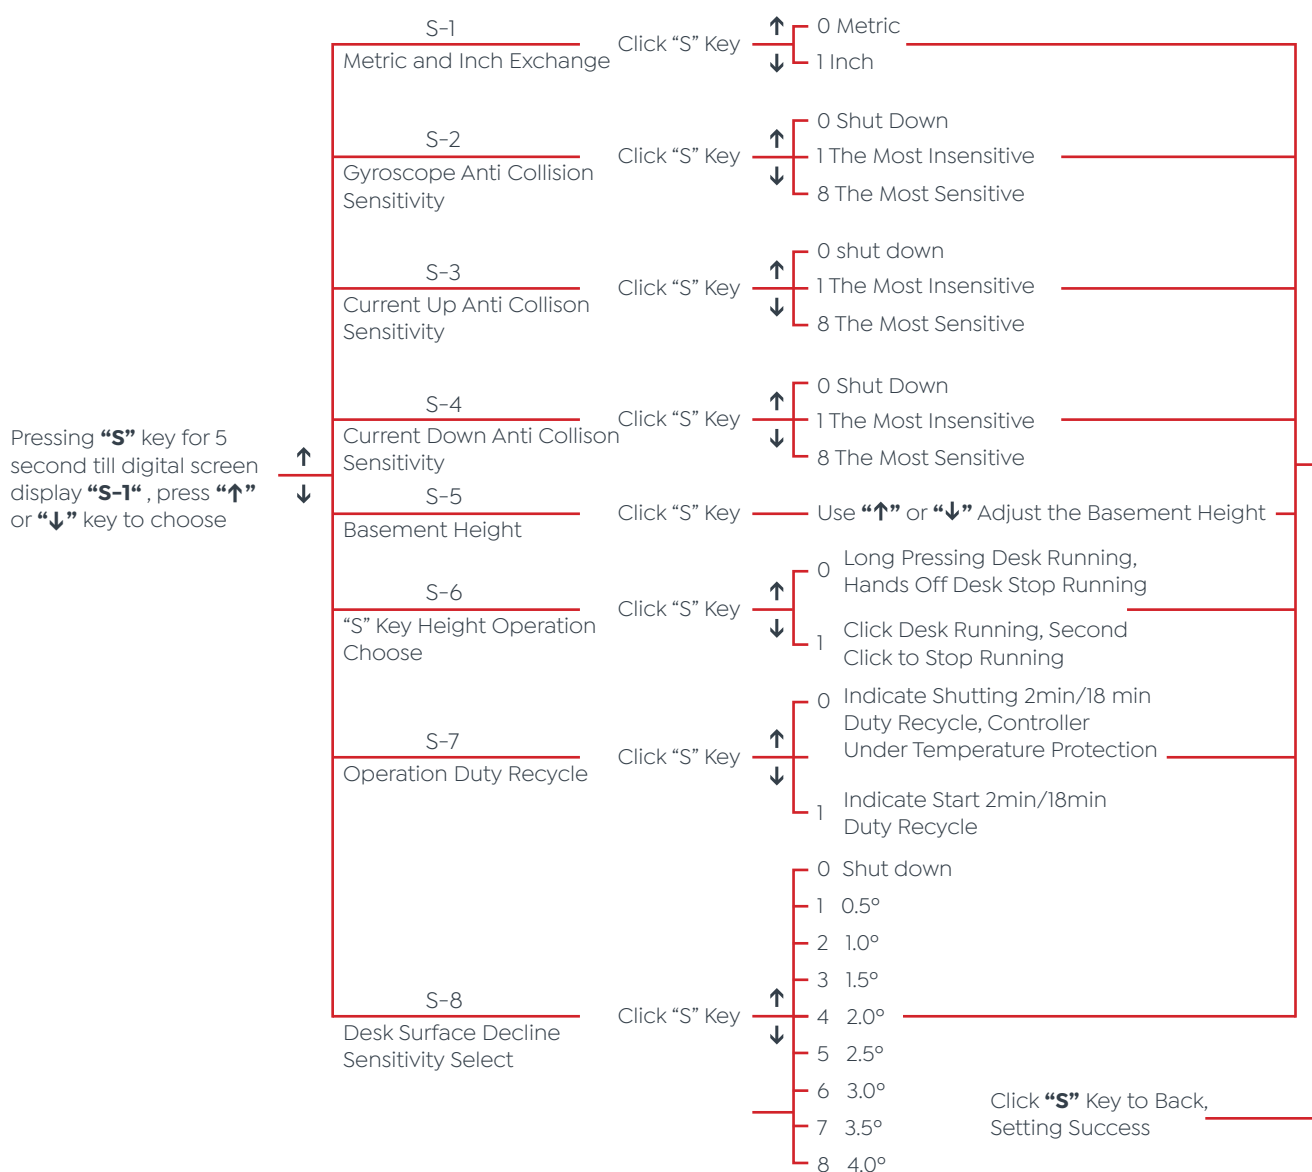 Pressing “S” key for 5
second till digital screen
display “S-1“ , press “↑”
or “↓” key to choose
↑
↓
S-1
Metric and Inch Exchange
Click “S” Key
↑
↓
0 Metric
1 Inch
S-2
Gyroscope Anti Collision
Sensitivity
Click “S” Key
↑
↓
0 Shut Down
1 The Most Insensitive
8 The Most Sensitive
S-3
Current Up Anti Collison
Sensitivity
Click “S” Key
↑
↓
0 shut down
1 The Most Insensitive
8 The Most Sensitive
S-4
Current Down Anti Collison
Sensitivity
Click “S” Key
↑
↓
0 Shut Down
1 The Most Insensitive
8 The Most Sensitive
S-5
Basement Height
Click “S” Key
Use “↑” or “↓” Adjust the Basement Height
S-6
“S” Key Height Operation
Choose
Click “S” Key
↑
↓
0 Long Pressing Desk Running,
Hands Off Desk Stop Running
1 Click Desk Running, Second
Click to Stop Running
S-7
Operation Duty Recycle
Click “S” Key
↑
↓
0 Indicate Shutting 2min/18 min
Duty Recycle, Controller
Under Temperature Protection
1 Indicate Start 2min/18min
Duty Recycle
S-8
Desk Surface Decline
Sensitivity Select
Click “S” Key
↑
↓
0 Shut down
1 0.5°
2 1.0°
3 1.5°
4 2.0°
5 2.5°
6 3.0°
7 3.5°
8 4.0°
Click “S” Key to Back,
Setting Success